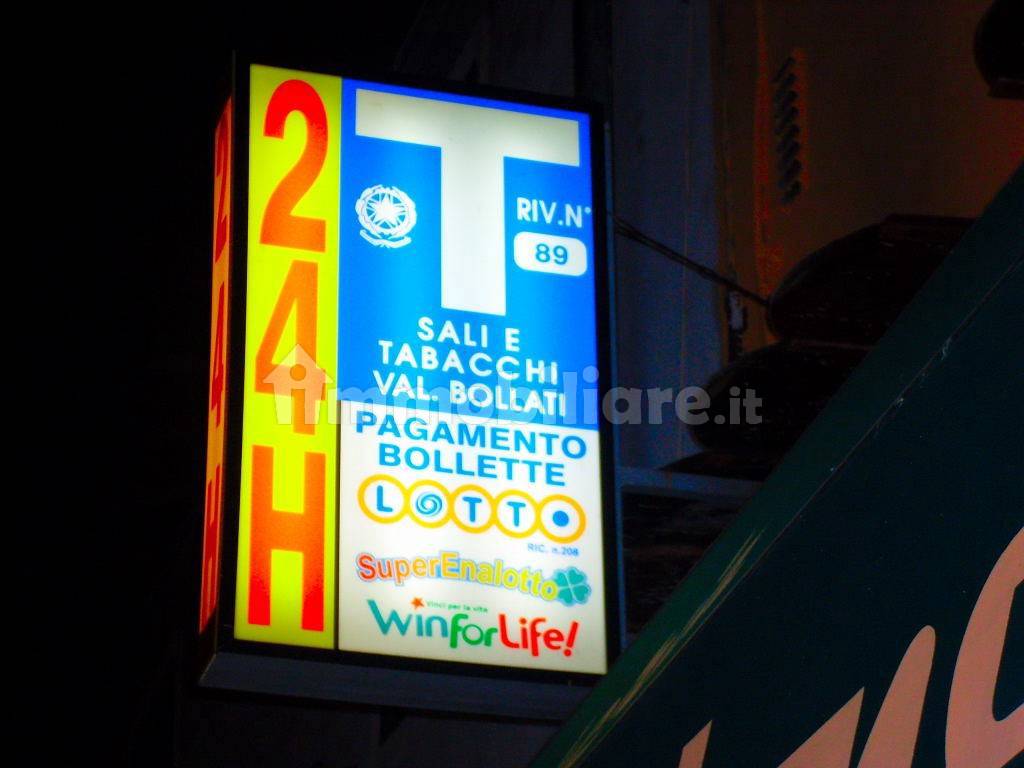 24H
T
RIV.N°
89
SALI E
TABACCHI
VAL. BOLLATI
PAGAMENTO
BOLLETTE
LOTTO
RIC. n.208
SuperEnalotto
Vinci per la vita
WinforLife!
24H
immobiliare.it